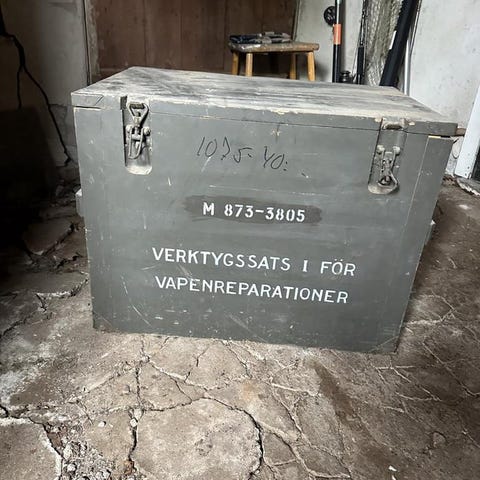 1075-40:
M 873-3805
VERKTYGSSATS I FÖR
VAPENREPARATIONER